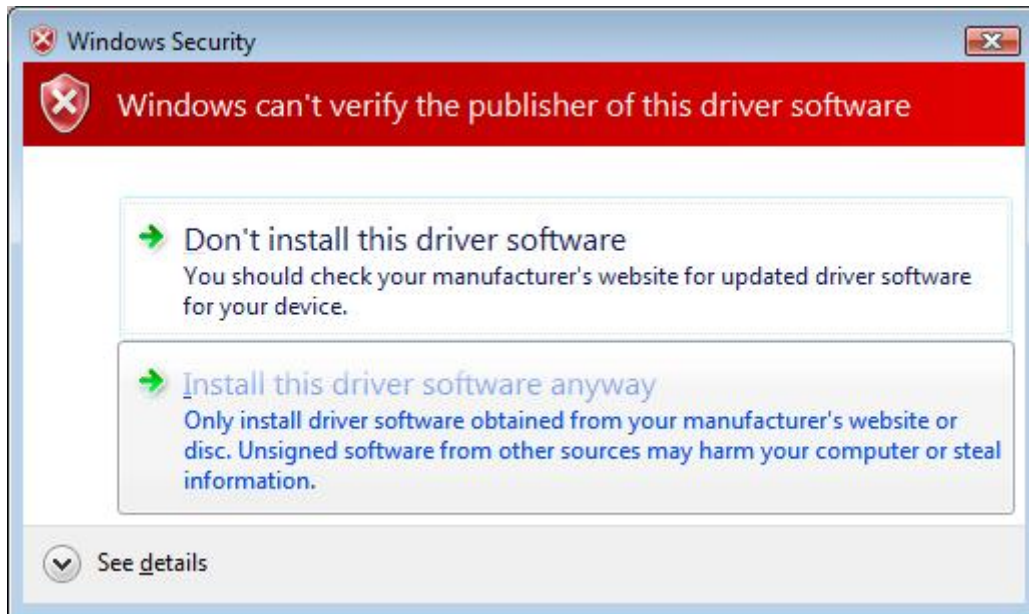 Windows Security
Windows can't verify the publisher of this driver software
Don't install this driver software
You should check your manufacturer's website for updated driver software
for your device.
Install this driver software anyway
Only install driver software obtained from your manufacturer's website or
disc. Unsigned software from other sources may harm your computer or steal
information.
See details